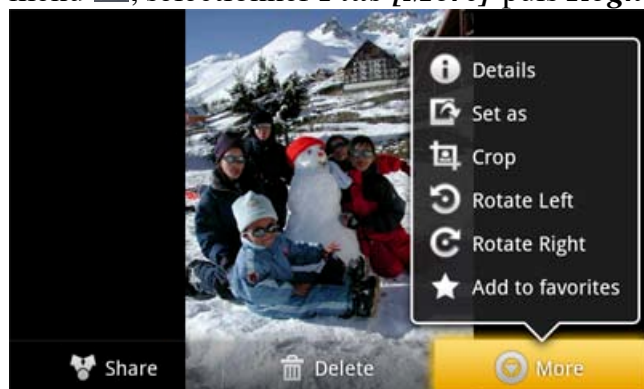 Details
Set as
Crop
Rotate Left
Rotate Right
Add to favorites
Share Delete More